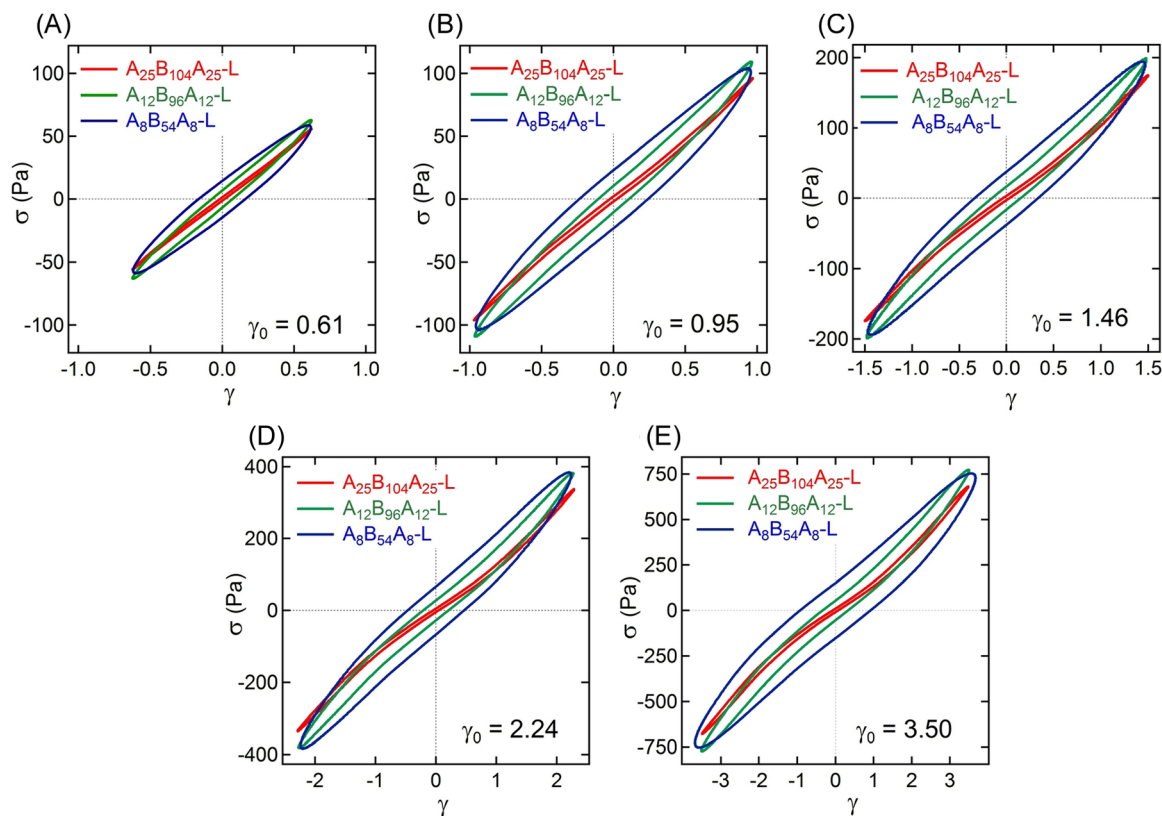 (A)
A₂₅B₁₀₄A₂₅-L
A₁₂B₉₆A₁₂-L
A₈B₅₄A₈-L
100
50
0
-50
-100
σ (Pa)
γ₀ = 0.61
-1.0 -0.5 0.0 0.5 1.0
γ
(B)
A₂₅B₁₀₄A₂₅-L
A₁₂B₉₆A₁₂-L
A₈B₅₄A₈-L
100
50
0
-50
-100
σ (Pa)
γ₀ = 0.95
-1.0 -0.5 0.0 0.5 1.0
γ
(C)
A₂₅B₁₀₄A₂₅-L
A₁₂B₉₆A₁₂-L
A₈B₅₄A₈-L
200
100
0
-100
-200
σ (Pa)
γ₀ = 1.46
-1.5 -1.0 -0.5 0.0 0.5 1.0 1.5
γ
(D)
A₂₅B₁₀₄A₂₅-L
A₁₂B₉₆A₁₂-L
A₈B₅₄A₈-L
400
200
0
-200
-400
σ (Pa)
γ₀ = 2.24
-2 -1 0 1 2
γ
(E)
A₂₅B₁₀₄A₂₅-L
A₁₂B₉₆A₁₂-L
A₈B₅₄A₈-L
750
500
250
0
-250
-500
-750
σ (Pa)
γ₀ = 3.50
-3 -2 -1 0 1 2 3
γ